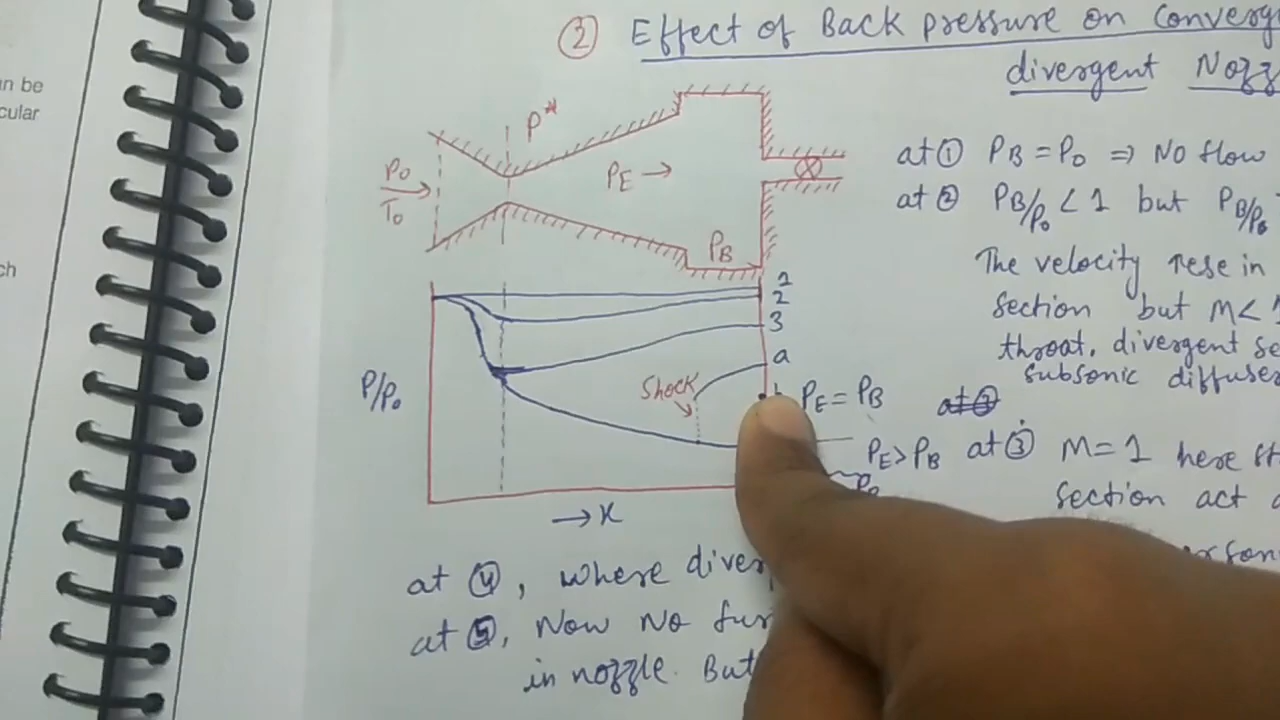 n be
cular
ch
② Effect of Back pressure on converg
divergent Nozz
P*
P₀
T₀
PE →
PB
at ① PB = P₀ ⇒ No flow
at ② PB/P₀ < 1 but PB/P₀
The velocity rese in
section but M<
throat, divergent se
subsonic diffuse
1
2
3
a
Shock
P/P₀
PE = PB
at ③
PE > PB at ③ M = 1 here
section act
→ x
at ④, where diver
at ⑤, Now No fur
in nozzle. But